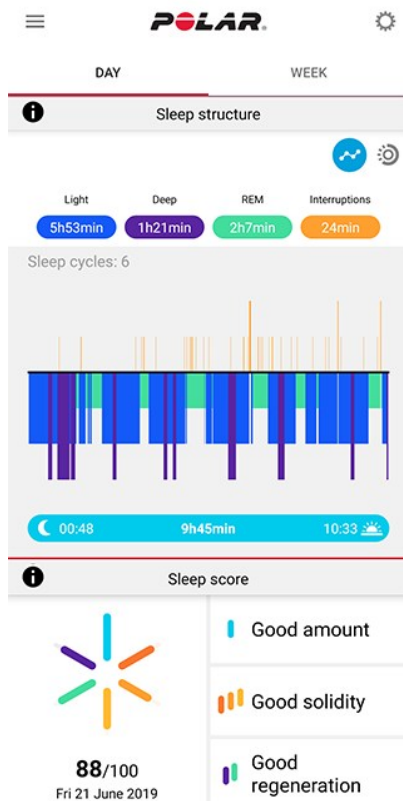 POLAR.
DAY WEEK
Sleep structure
Light Deep REM Interruptions
5h53min 1h21min 2h7min 24min
Sleep cycles: 6
00:48 9h45min 10:33
Sleep score
Good amount
Good solidity
Good
regeneration
88/100
Fri 21 June 2019